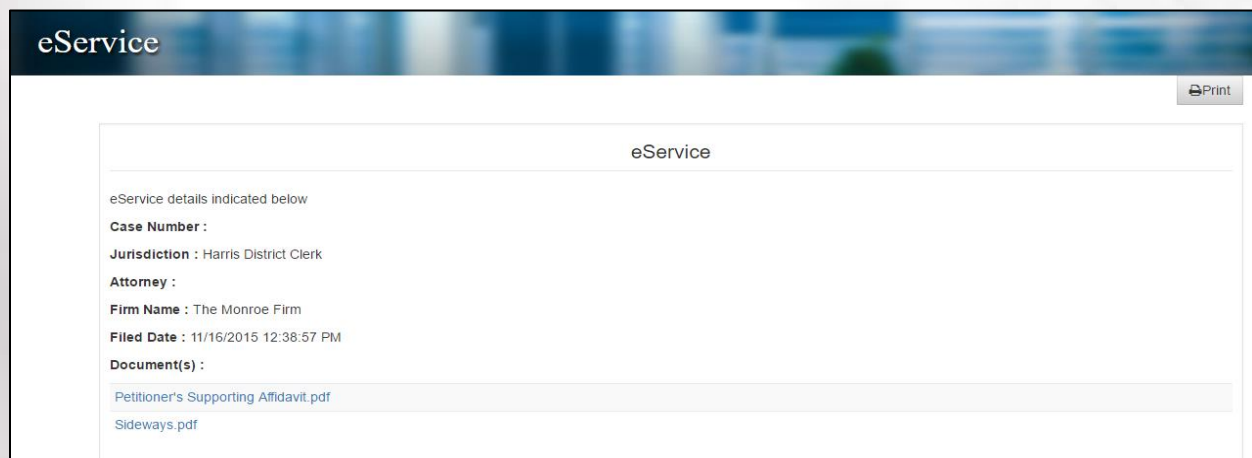 eService
Print
eService
eService details indicated below
Case Number :
Jurisdiction : Harris District Clerk
Attorney :
Firm Name : The Monroe Firm
Filed Date : 11/16/2015 12:38:57 PM
Document(s) :
Petitioner's Supporting Affidavit.pdf
Sideways.pdf